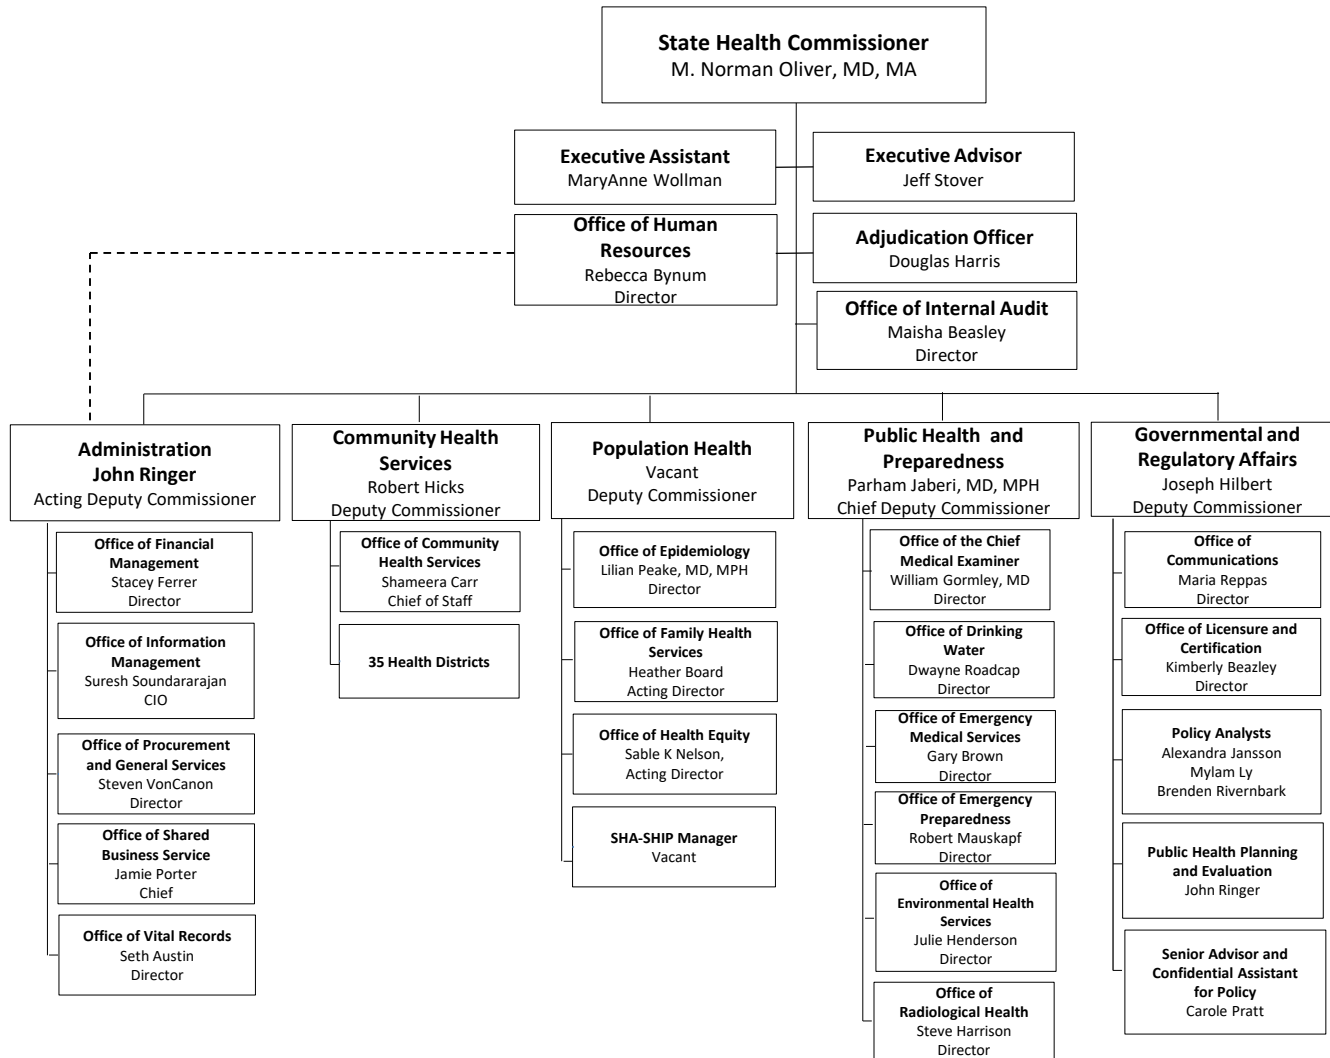 State Health Commissioner
M. Norman Oliver, MD, MA
Executive Assistant
MaryAnne Wollman
Executive Advisor
Jeff Stover
Office of Human
Resources
Rebecca Bynum
Director
Adjudication Officer
Douglas Harris
Office of Internal Audit
Maisha Beasley
Director
Administration
John Ringer
Acting Deputy Commissioner
Office of Financial
Management
Stacey Ferrer
Director
Office of Information
Management
Suresh Soundararajan
CIO
Office of Procurement
and General Services
Steven VonCanon
Director
Office of Shared
Business Service
Jamie Porter
Chief
Office of Vital Records
Seth Austin
Director
Community Health
Services
Robert Hicks
Deputy Commissioner
Office of Community
Health Services
Shameera Carr
Chief of Staff
35 Health Districts
Population Health
Vacant
Deputy Commissioner
Office of Epidemiology
Lilian Peake, MD, MPH
Director
Office of Family Health
Services
Heather Board
Acting Director
Office of Health Equity
Sable K Nelson,
Acting Director
SHA-SHIP Manager
Vacant
Public Health and
Preparedness
Parham Jaberi, MD, MPH
Chief Deputy Commissioner
Office of the Chief
Medical Examiner
William Gormley, MD
Director
Office of Drinking
Water
Dwayne Roadcap
Director
Office of Emergency
Medical Services
Gary Brown
Director
Office of Emergency
Preparedness
Robert Mauskapf
Director
Office of
Environmental Health
Services
Julie Henderson
Director
Office of
Radiological Health
Steve Harrison
Director
Governmental and
Regulatory Affairs
Joseph Hilbert
Deputy Commissioner
Office of
Communications
Maria Reppas
Director
Office of Licensure and
Certification
Kimberly Beazley
Director
Policy Analysts
Alexandra Jansson
Mylam Ly
Brenden Rivernbark
Public Health Planning
and Evaluation
John Ringer
Senior Advisor and
Confidential Assistant
for Policy
Carole Pratt